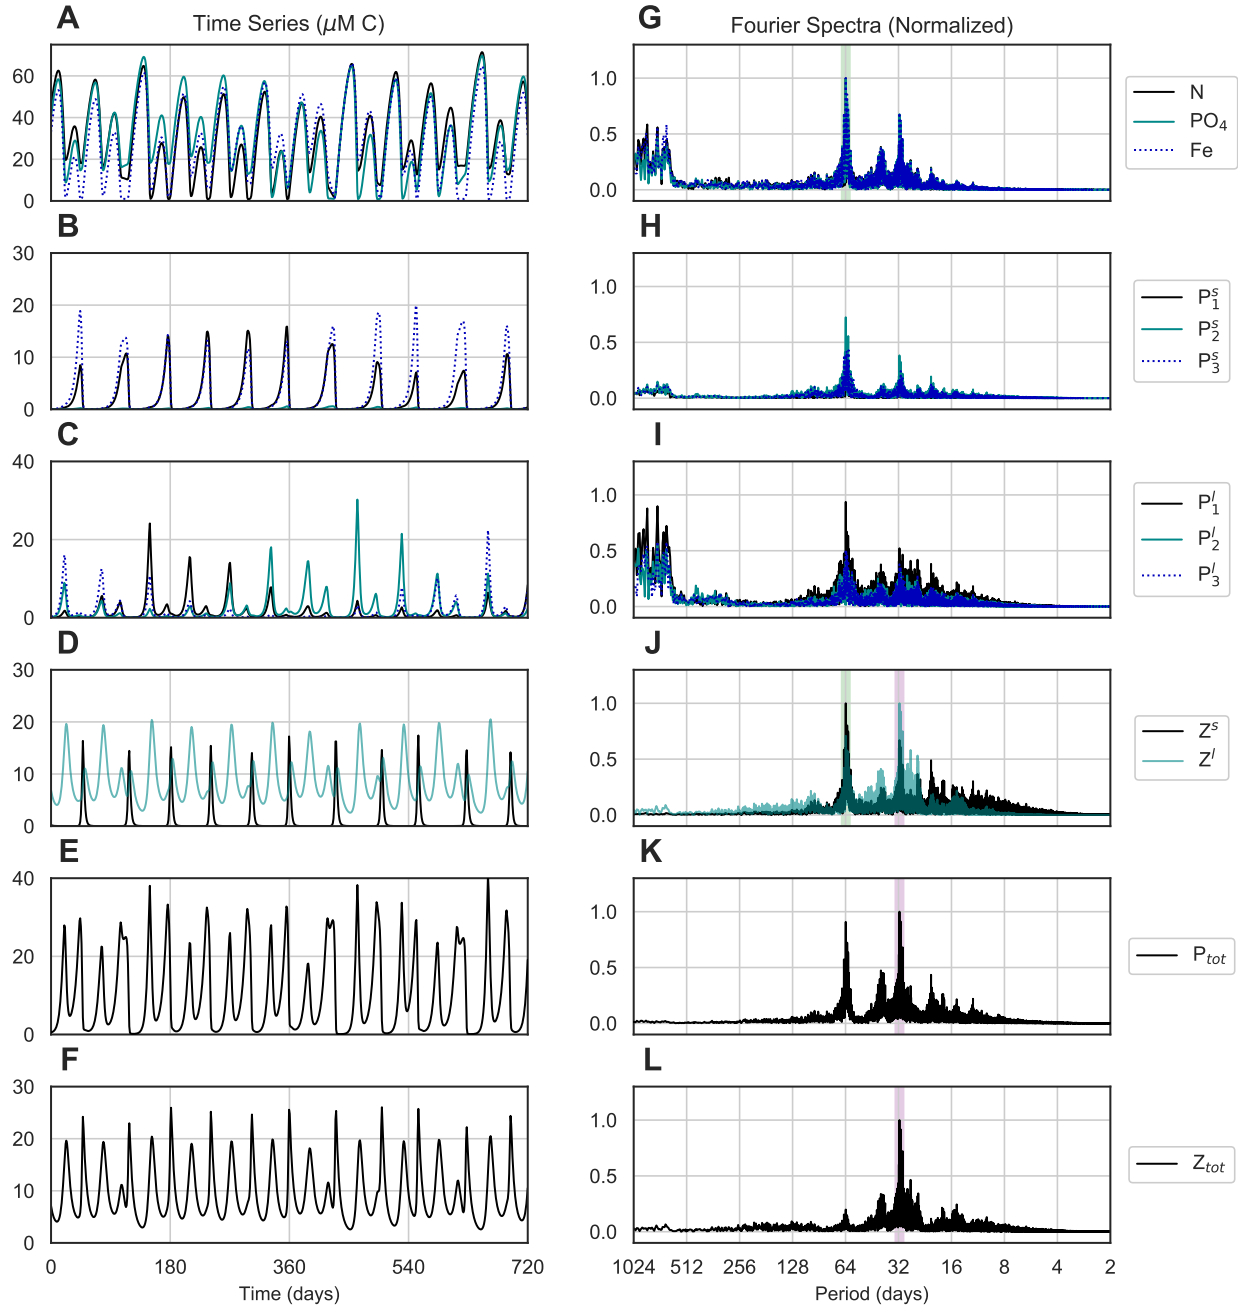 A
Time Series (μM C)
60
40
20
0
G
Fourier Spectra (Normalized)
1.0
0.5
0.0
N
PO₄
Fe
B
30
20
10
0
H
1.0
0.5
0.0
P₁ˢ
P₂ˢ
P₃ˢ
C
40
20
0
I
1.0
0.5
0.0
P₁ˡ
P₂ˡ
P₃ˡ
D
30
20
10
0
J
1.0
0.5
0.0
Zˢ
Zˡ
E
40
20
0
K
1.0
0.5
0.0
P_tot
F
30
20
10
0
0 180 360 540 720
Time (days)
L
1.0
0.5
0.0
1024 512 256 128 64 32 16 8 4 2
Period (days)
Z_tot